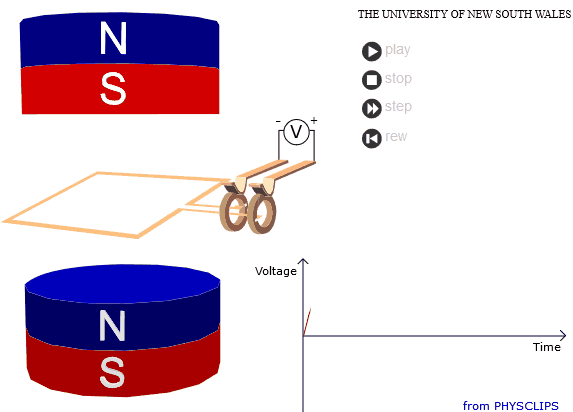 THE UNIVERSITY OF NEW SOUTH WALES
N
S
play
stop
step
rew
- V +
N
S
Voltage
Time
from PHYSCLIPS